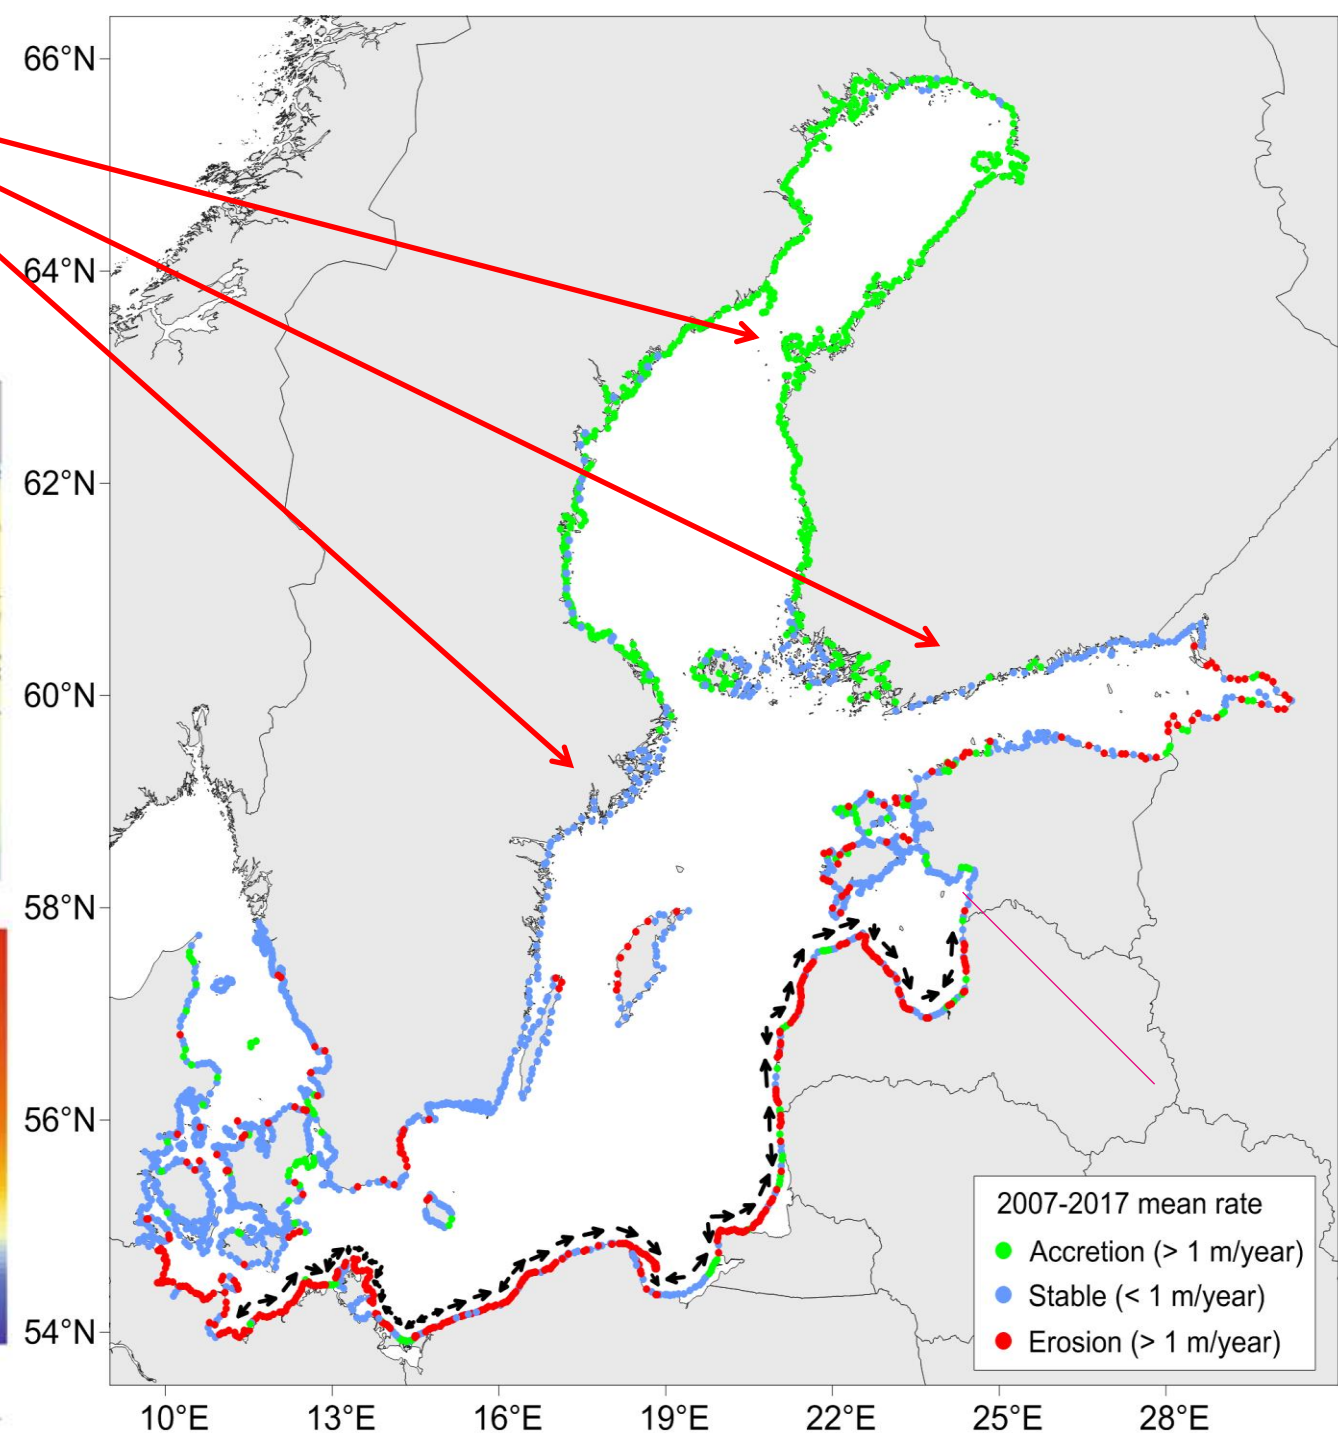 66°N
64°N
62°N
60°N
58°N
56°N
54°N
2007-2017 mean rate
Accretion (> 1 m/year)
Stable (< 1 m/year)
Erosion (> 1 m/year)
10°E 13°E 16°E 19°E 22°E 25°E 28°E